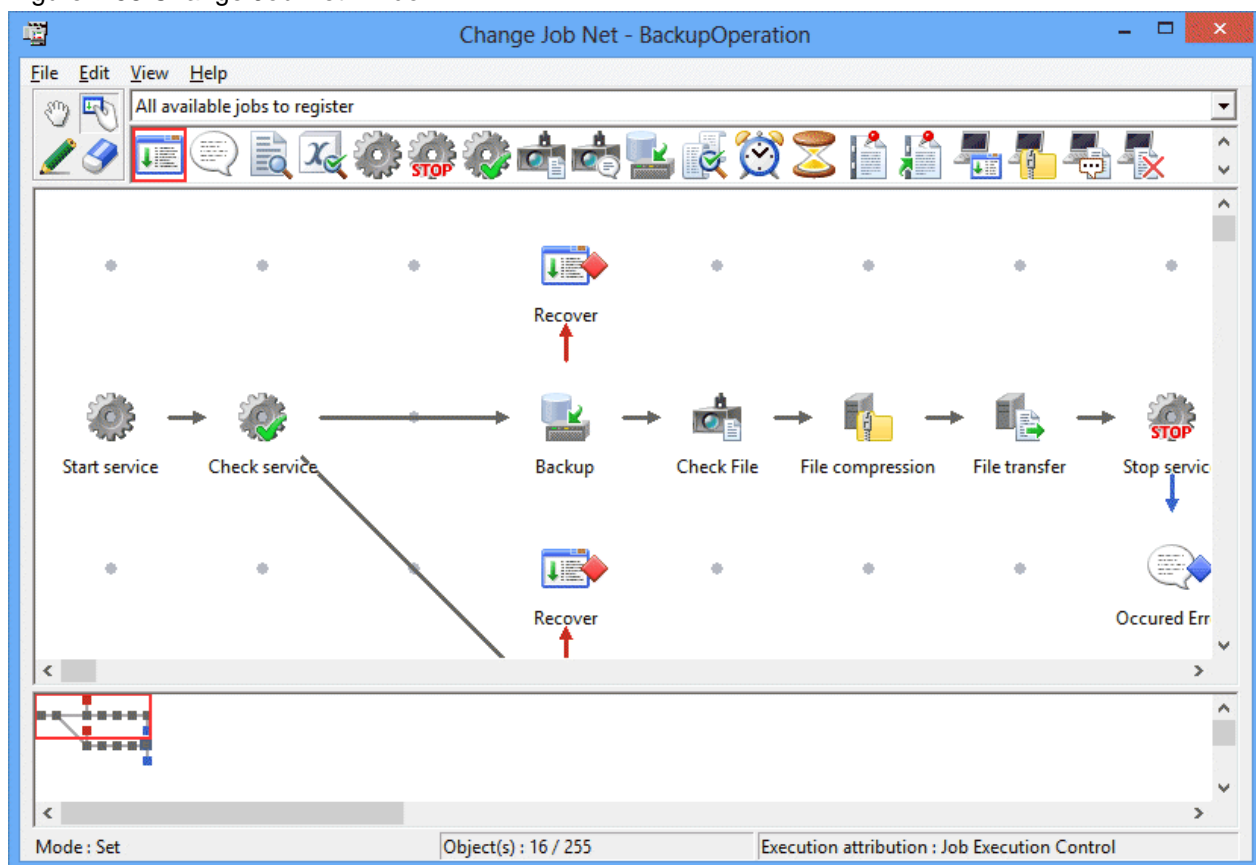 Change Job Net - BackupOperation
File Edit View Help
All available jobs to register
STOP
Recover
STOP
Start service
Check service
Backup
Check File
File compression
File transfer
Stop servic
Recover
Occured Err
Mode : Set
Object(s) : 16 / 255
Execution attribution : Job Execution Control